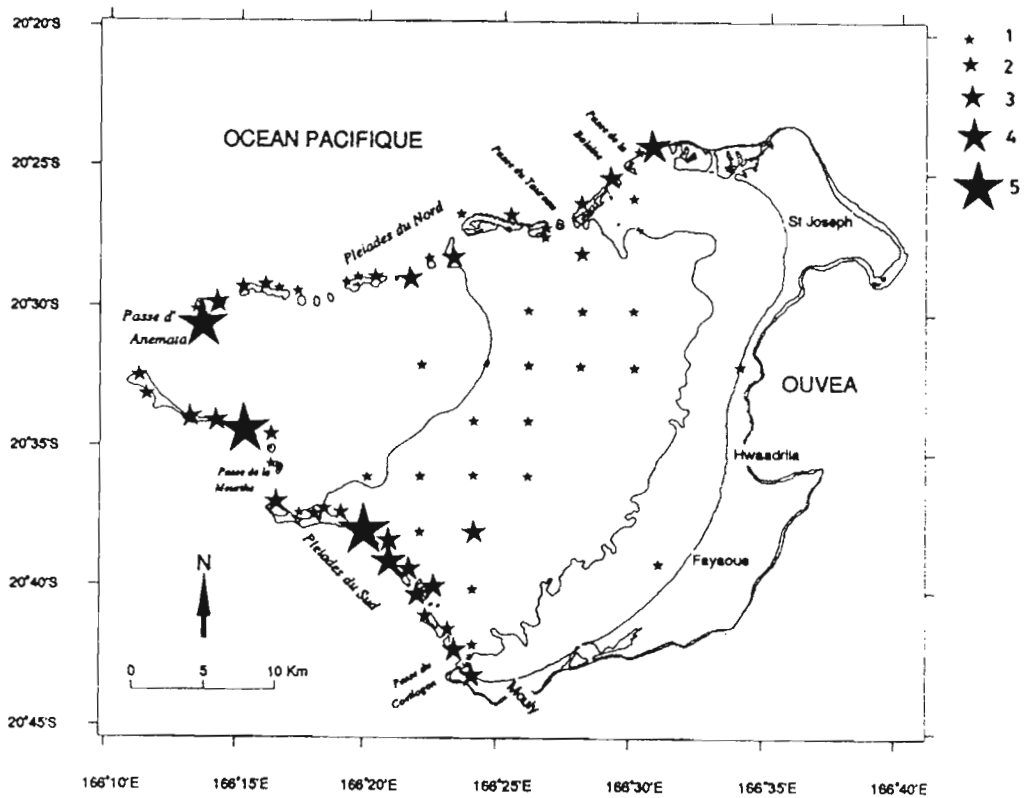 20°20'S
1
2
3
4
5
OCEAN PACIFIQUE
Passe de la
Baleine
20°25'S
Passe du Taureau
Pleiades du Nord
St Joseph
20°30'S
Passe d'
Anemata
OUVEA
20°35'S
Hwaadrila
Passe de la
Meurthe
Pleiades du Sud
Fayaoue
N
20°40'S
0 5 10 Km
Passe du
Coetlogon
Mouly
20°45'S
166°10'E 166°15'E 166°20'E 166°25'E 166°30'E 166°35'E 166°40'E